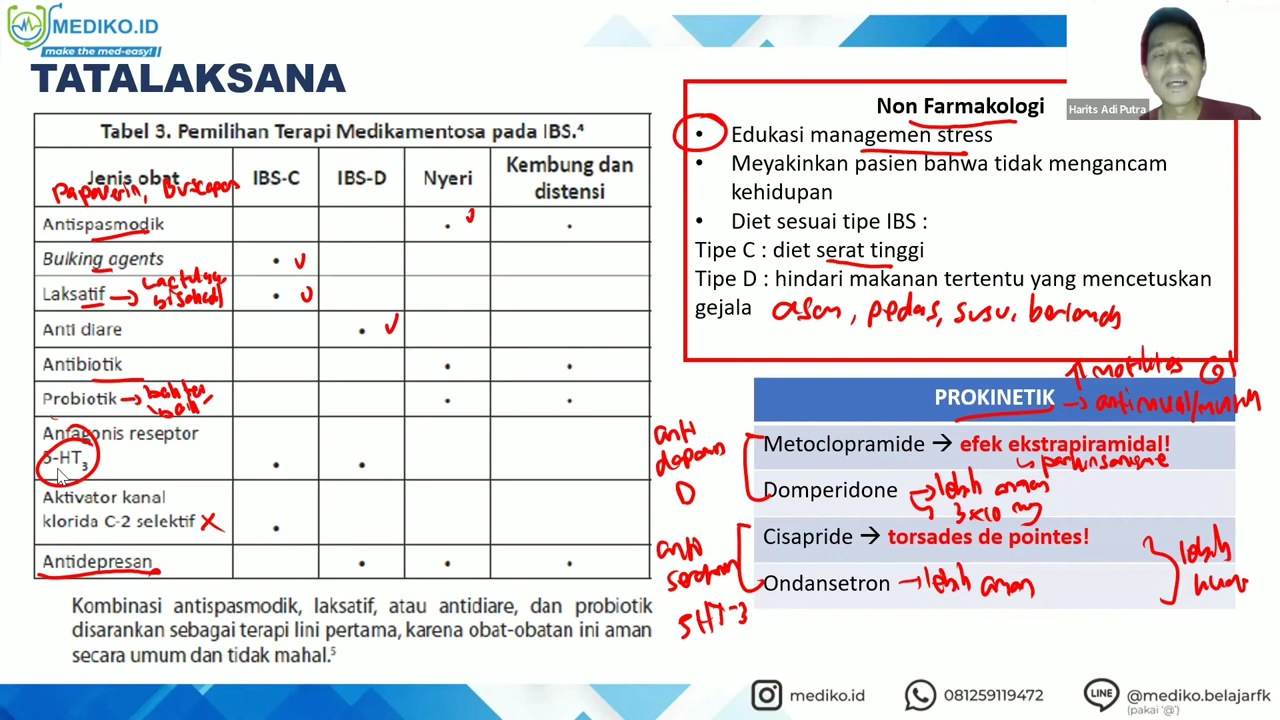 MEDIKO.ID
make the med-easy!
TATALAKSANA
Tabel 3. Pemilihan Terapi Medikamentosa pada IBS.⁴
Jenis obat IBS-C IBS-D Nyeri Kembung dan distensi
Papaverin, Buscopan
Antispasmodik • •
Bulking agents •
Laksatif • → Lactulosa
bisacodyl
Anti diare •
Antibiotik • •
Probiotik • • → bakteri
baik
Antagonis reseptor
5-HT₃ • •
Aktivator kanal
klorida C-2 selektif •
Antidepresan • • •
Kombinasi antispasmodik, laksatif, atau antidiare, dan probiotik
disarankan sebagai terapi lini pertama, karena obat-obatan ini aman
secara umum dan tidak mahal.⁵
Harits Adi Putra
Non Farmakologi
• Edukasi managemen stress
• Meyakinkan pasien bahwa tidak mengancam
kehidupan
• Diet sesuai tipe IBS :
Tipe C : diet serat tinggi
Tipe D : hindari makanan tertentu yang mencetuskan
gejala asam, pedas, susu, berlemak
PROKINETIK
↑ motilitas GI
→ antimual/muntah
anti
dopamin
D
Metoclopramide → efek ekstrapiramidal!
parkinsonisme
Domperidone → lebih aman
3x10 mg
anti
serotonin
5HT-3
Cisapride → torsades de pointes!
Ondansetron → lebih aman
lebih
kuat
mediko.id
081259119472
LINE
@mediko.belajarfk
(pakai '@')